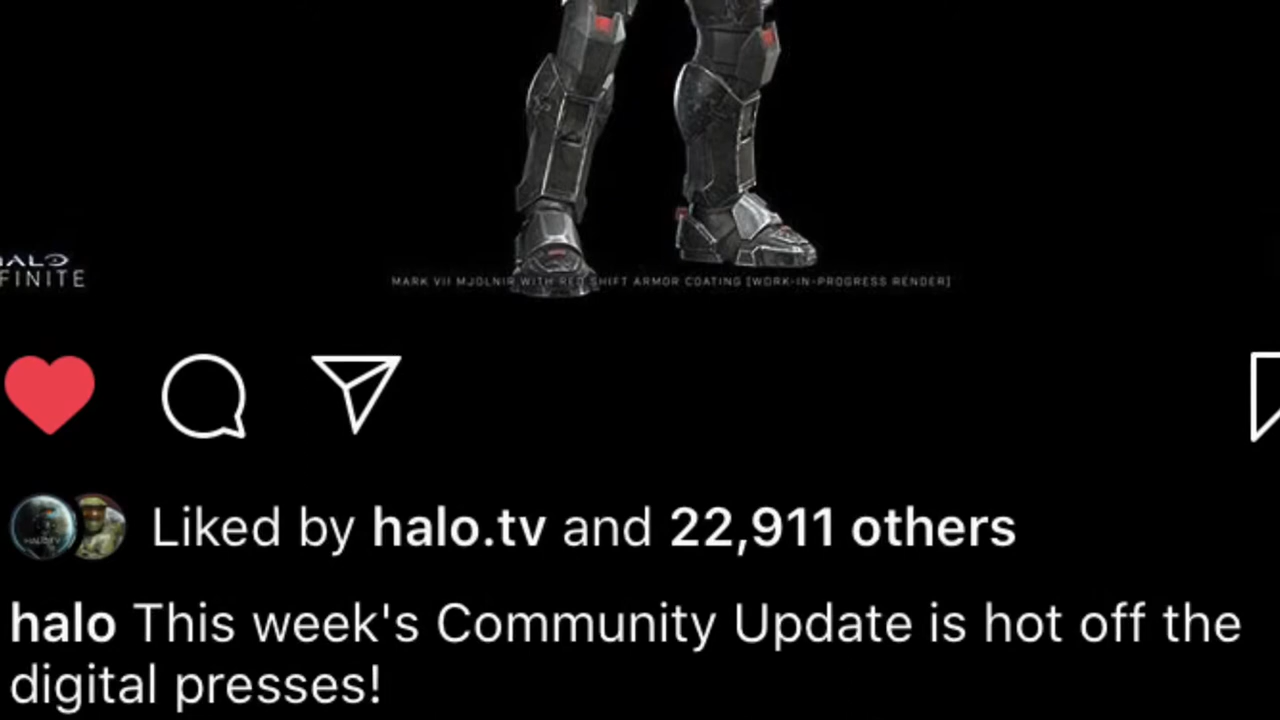 HALO
FINITE
MARK VII MJOLNIR WITH RED SHIFT ARMOR COATING [WORK-IN-PROGRESS RENDER]
Liked by halo.tv and 22,911 others
halo This week's Community Update is hot off the
digital presses!